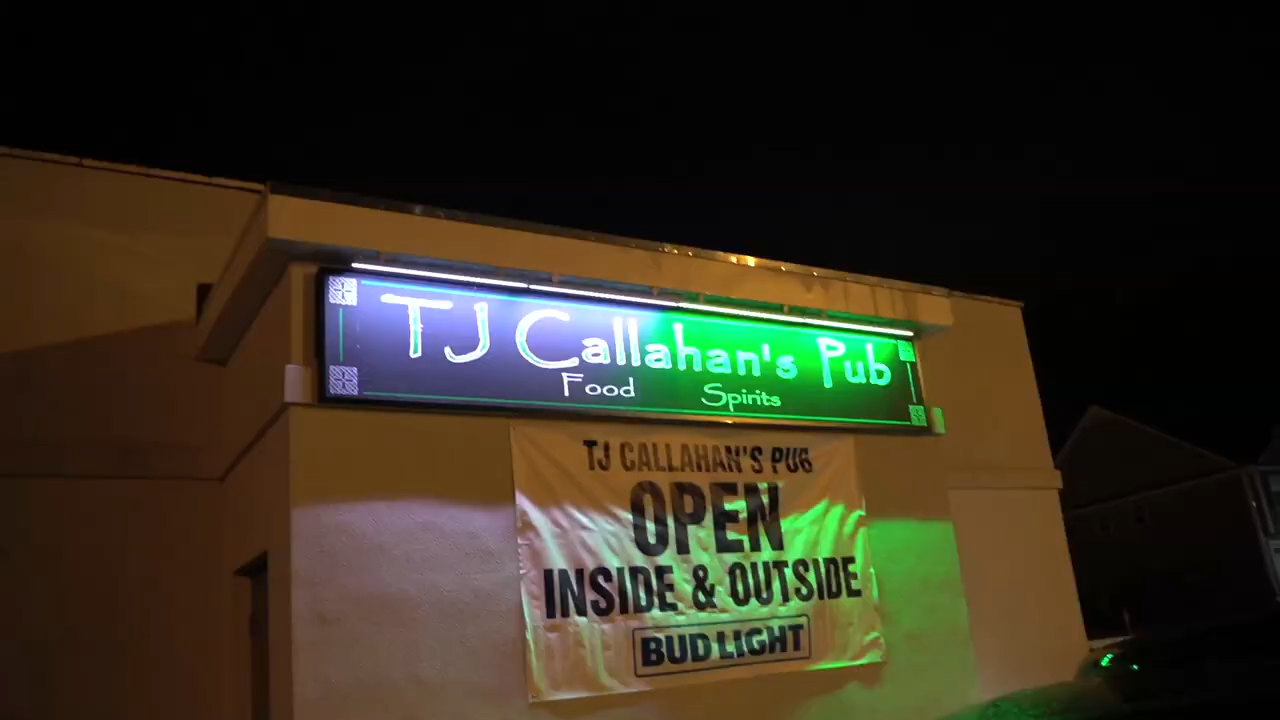 TJ Callahan's Pub
Food Spirits
TJ CALLAHAN'S PUB
OPEN
INSIDE & OUTSIDE
BUD LIGHT